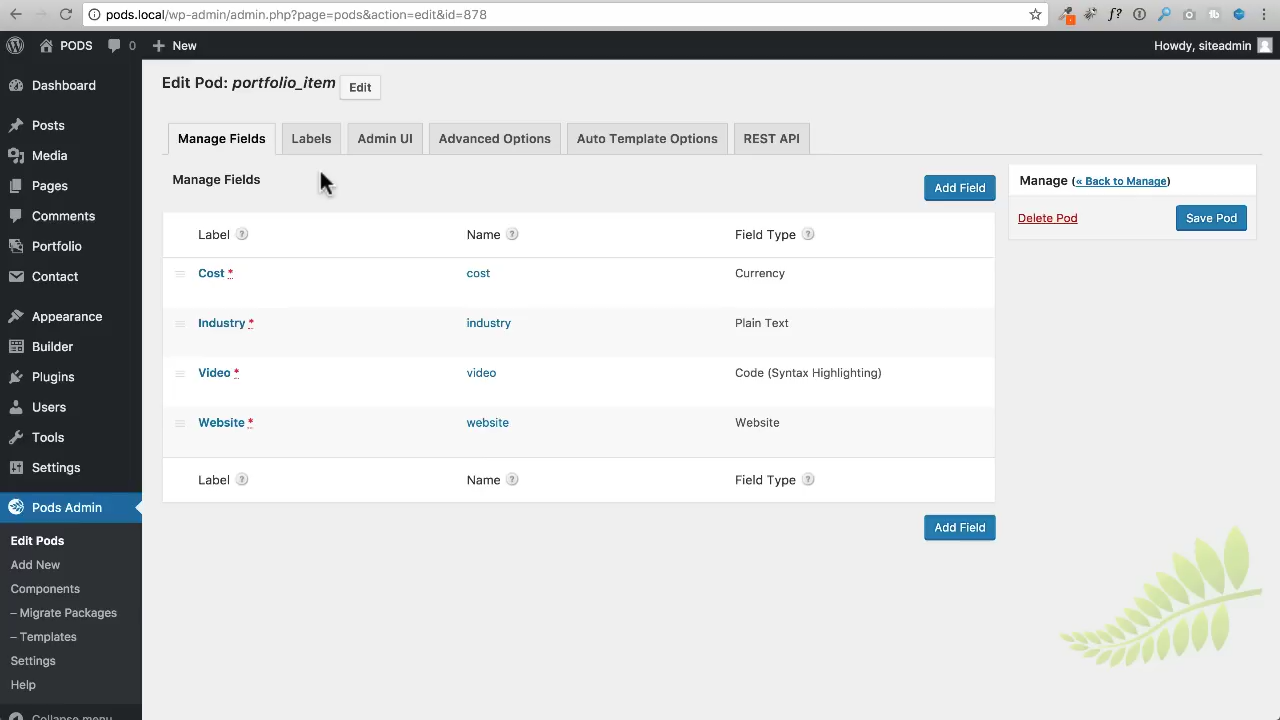 pods.local/wp-admin/admin.php?page=pods&action=edit&id=878
PODS 0 New Howdy, siteadmin
Dashboard
Posts
Media
Pages
Comments
Portfolio
Contact
Appearance
Builder
Plugins
Users
Tools
Settings
Pods Admin
Edit Pods
Add New
Components
– Migrate Packages
– Templates
Settings
Help
Collapse menu
Edit Pod: portfolio_item Edit
Manage Fields Labels Admin UI Advanced Options Auto Template Options REST API
Manage Fields Add Field
Label ? Name ? Field Type ?
Cost * cost Currency
Industry * industry Plain Text
Video * video Code (Syntax Highlighting)
Website * website Website
Label ? Name ? Field Type ?
Add Field
Manage (« Back to Manage)
Delete Pod Save Pod